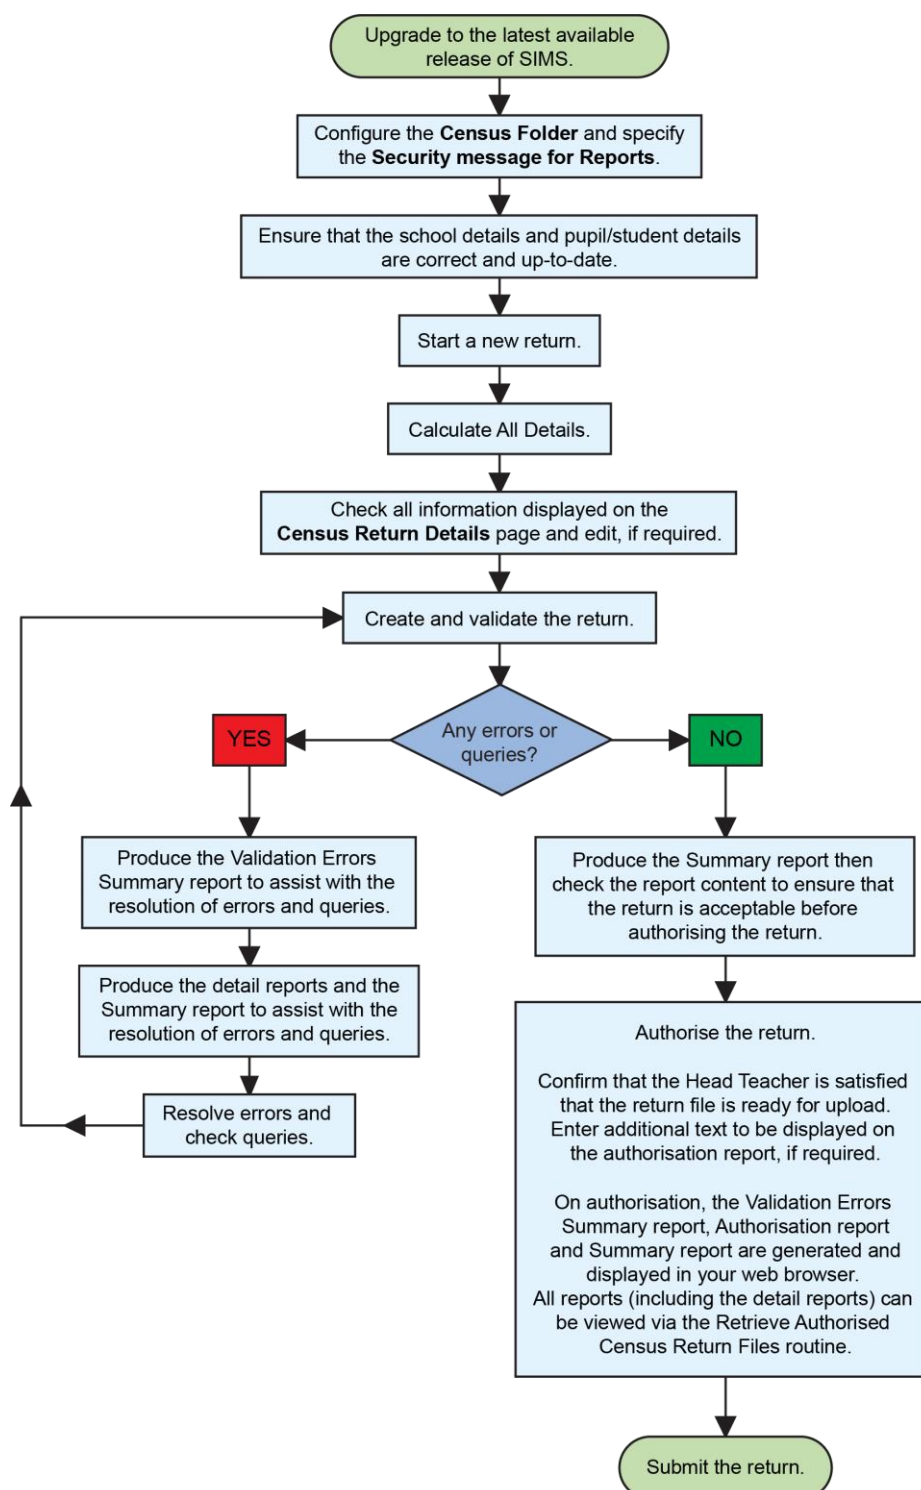 Upgrade to the latest available
release of SIMS.
Configure the Census Folder and specify
the Security message for Reports.
Ensure that the school details and pupil/student details
are correct and up-to-date.
Start a new return.
Calculate All Details.
Check all information displayed on the
Census Return Details page and edit, if required.
Create and validate the return.
Any errors or
queries?
YES
NO
Produce the Validation Errors
Summary report to assist with the
resolution of errors and queries.
Produce the detail reports and the
Summary report to assist with the
resolution of errors and queries.
Resolve errors and
check queries.
Produce the Summary report then
check the report content to ensure that
the return is acceptable before
authorising the return.
Authorise the return.
Confirm that the Head Teacher is satisfied
that the return file is ready for upload.
Enter additional text to be displayed on
the authorisation report, if required.
On authorisation, the Validation Errors
Summary report, Authorisation report
and Summary report are generated and
displayed in your web browser.
All reports (including the detail reports) can
be viewed via the Retrieve Authorised
Census Return Files routine.
Submit the return.